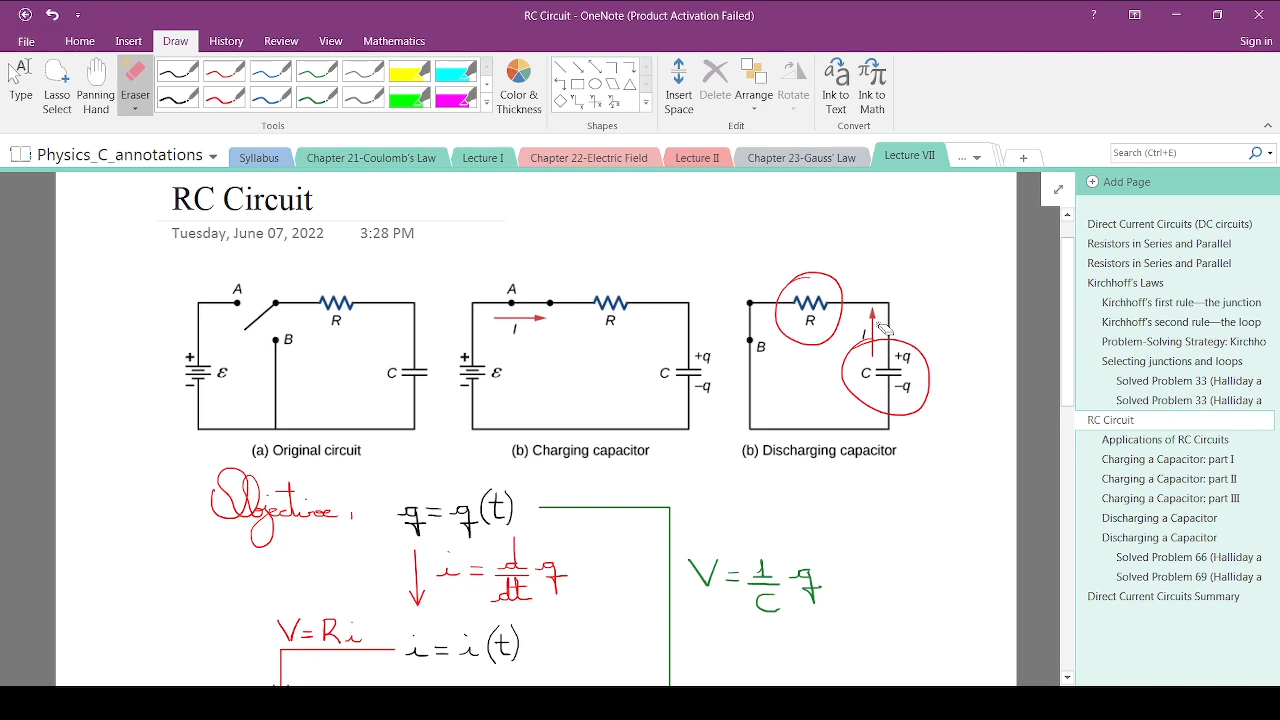 RC Circuit - OneNote (Product Activation Failed)
File Home Insert Draw History Review View Mathematics Sign in
Type Lasso Select Panning Hand Eraser Color & Thickness Insert Space Delete Arrange Rotate Ink to Text Ink to Math
Tools Shapes Edit Convert
Physics_C_annotations Syllabus Chapter 21-Coulomb's Law Lecture I Chapter 22-Electric Field Lecture II Chapter 23-Gauss' Law Lecture VII ... Search (Ctrl+E)
RC Circuit
Tuesday, June 07, 2022 3:28 PM
A R B + ε − C
(a) Original circuit
A I R + ε − C +q −q
(b) Charging capacitor
R B I C +q −q
(b) Discharging capacitor
Objective: q = q(t)
i = d/dt q
V = 1/C q
V = R i
i = i(t)
Add Page
Direct Current Circuits (DC circuits)
Resistors in Series and Parallel
Resistors in Series and Parallel
Kirchhoff's Laws
Kirchhoff's first rule—the junction
Kirchhoff's second rule—the loop
Problem-Solving Strategy: Kirchho
Selecting junctions and loops
Solved Problem 33 (Halliday a
Solved Problem 33 (Halliday a
RC Circuit
Applications of RC Circuits
Charging a Capacitor: part I
Charging a Capacitor: part II
Charging a Capacitor: part III
Discharging a Capacitor
Discharging a Capacitor
Solved Problem 66 (Halliday a
Solved Problem 69 (Halliday a
Direct Current Circuits Summary